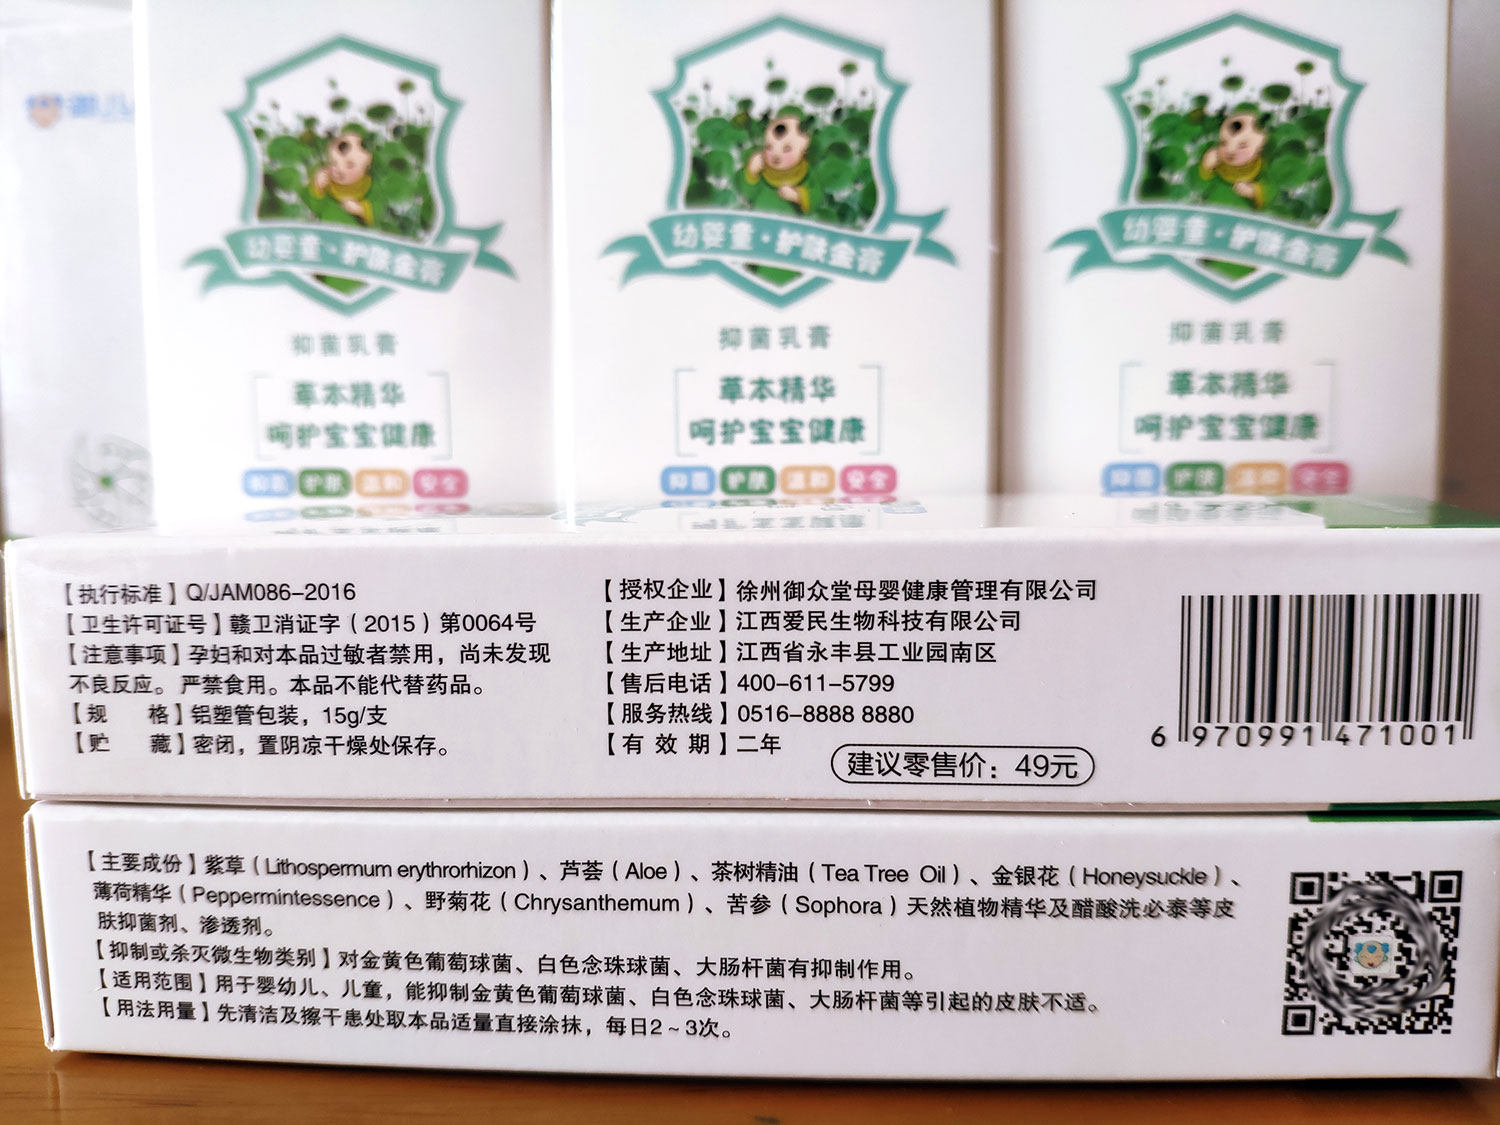 御儿
幼婴童·护肤金膏
抑菌乳膏
草本精华
呵护宝宝健康
抑菌 护肤 温和 安全
幼婴童·护肤金膏
抑菌乳膏
草本精华
呵护宝宝健康
抑菌 护肤 温和 安全
幼婴童·护肤金膏
抑菌乳膏
草本精华
呵护宝宝健康
抑菌 护肤 温和 安全
【执行标准】Q/JAM086-2016
【卫生许可证号】赣卫消证字（2015）第0064号
【注意事项】孕妇和对本品过敏者禁用，尚未发现
不良反应。严禁食用。本品不能代替药品。
【规 格】铝塑管包装，15g/支
【贮 藏】密闭，置阴凉干燥处保存。
【授权企业】徐州御众堂母婴健康管理有限公司
【生产企业】江西爱民生物科技有限公司
【生产地址】江西省永丰县工业园南区
【售后电话】400-611-5799
【服务热线】0516-8888 8880
【有 效 期】二年
建议零售价：49元
6 970991 471001
【主要成份】紫草（Lithospermum erythrorhizon）、芦荟（Aloe）、茶树精油（Tea Tree Oil）、金银花（Honeysuckle）、
薄荷精华（Peppermintessence）、野菊花（Chrysanthemum）、苦参（Sophora）天然植物精华及醋酸洗必泰等皮
肤抑菌剂、渗透剂。
【抑制或杀灭微生物类别】对金黄色葡萄球菌、白色念珠球菌、大肠杆菌有抑制作用。
【适用范围】用于婴幼儿、儿童，能抑制金黄色葡萄球菌、白色念珠球菌、大肠杆菌等引起的皮肤不适。
【用法用量】先清洁及擦干患处取本品适量直接涂抹，每日2～3次。